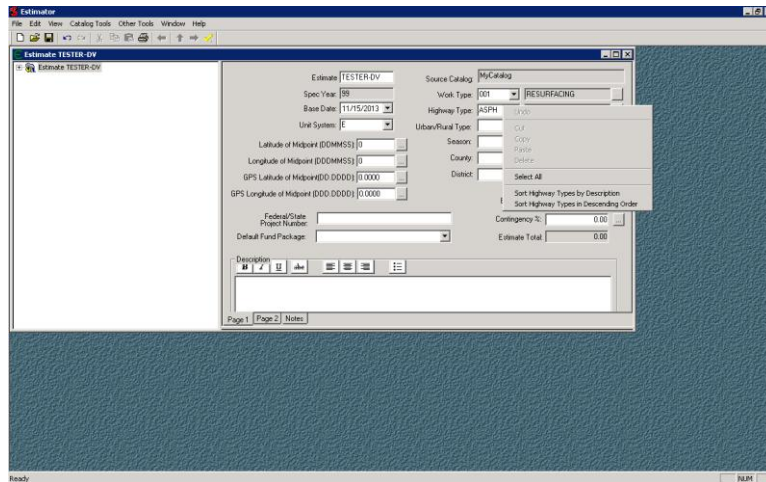 Estimator
File Edit View Catalog Tools Other Tools Window Help
Estimate TESTER-DV
Estimate TESTER-DV
Estimate: TESTER-DV Source Catalog: MyCatalog
Spec Year: 99 Work Type: 001 RESURFACING
Base Date: 11/15/2013 Highway Type: ASPH
Unit System: E Urban/Rural Type:
Latitude of Midpoint (DDMMSS): 0 Season:
Longitude of Midpoint (DDDMMSS): 0 County:
GPS Latitude of Midpoint(DD.DDDD): 0.0000 District:
GPS Longitude of Midpoint (DDD.DDDD): 0.0000
Undo
Cut
Copy
Paste
Delete
Select All
Sort Highway Types by Description
Sort Highway Types in Descending Order
Federal/State
Project Number: Contingency %: 0.00 ...
Default Fund Package: Estimate Total: 0.00
Description
B I U abc
Page 1 Page 2 Notes
Ready NUM